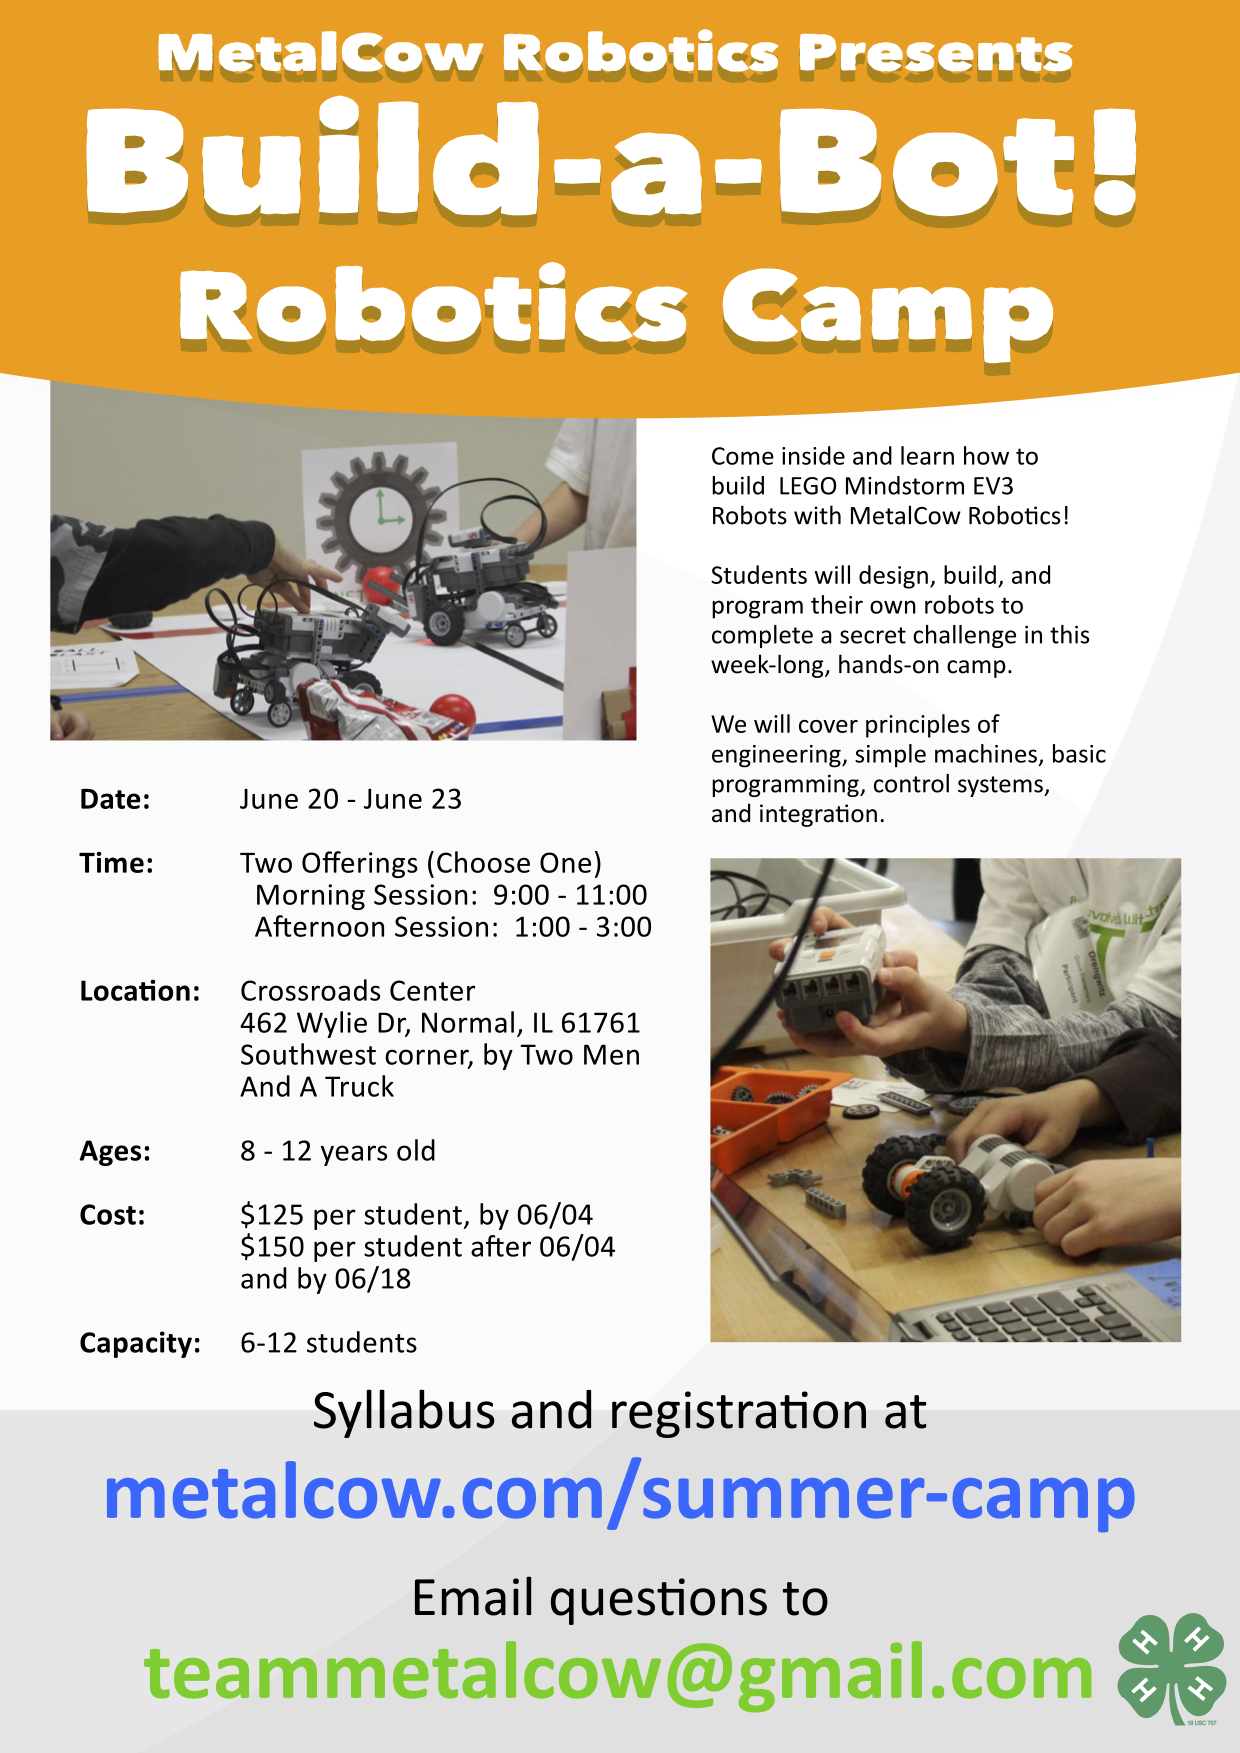 MetalCow Robotics Presents
Build-a-Bot!
Robotics Camp
Come inside and learn how to
build  LEGO Mindstorm EV3
Robots with MetalCow Robotics!
Students will design, build, and
program their own robots to
complete a secret challenge in this
week-long, hands-on camp.
We will cover principles of
engineering, simple machines, basic
programming, control systems,
and integration.
Date: June 20 - June 23
Time: Two Offerings (Choose One)
Morning Session:  9:00 - 11:00
Afternoon Session:  1:00 - 3:00
Location: Crossroads Center
462 Wylie Dr, Normal, IL 61761
Southwest corner, by Two Men
And A Truck
Ages: 8 - 12 years old
Cost: $125 per student, by 06/04
$150 per student after 06/04
and by 06/18
Capacity: 6-12 students
Drengwitz
Participant
Syllabus and registration at
metalcow.com/summer-camp
Email questions to
teammetalcow@gmail.com
H H
H H
18 USC 707